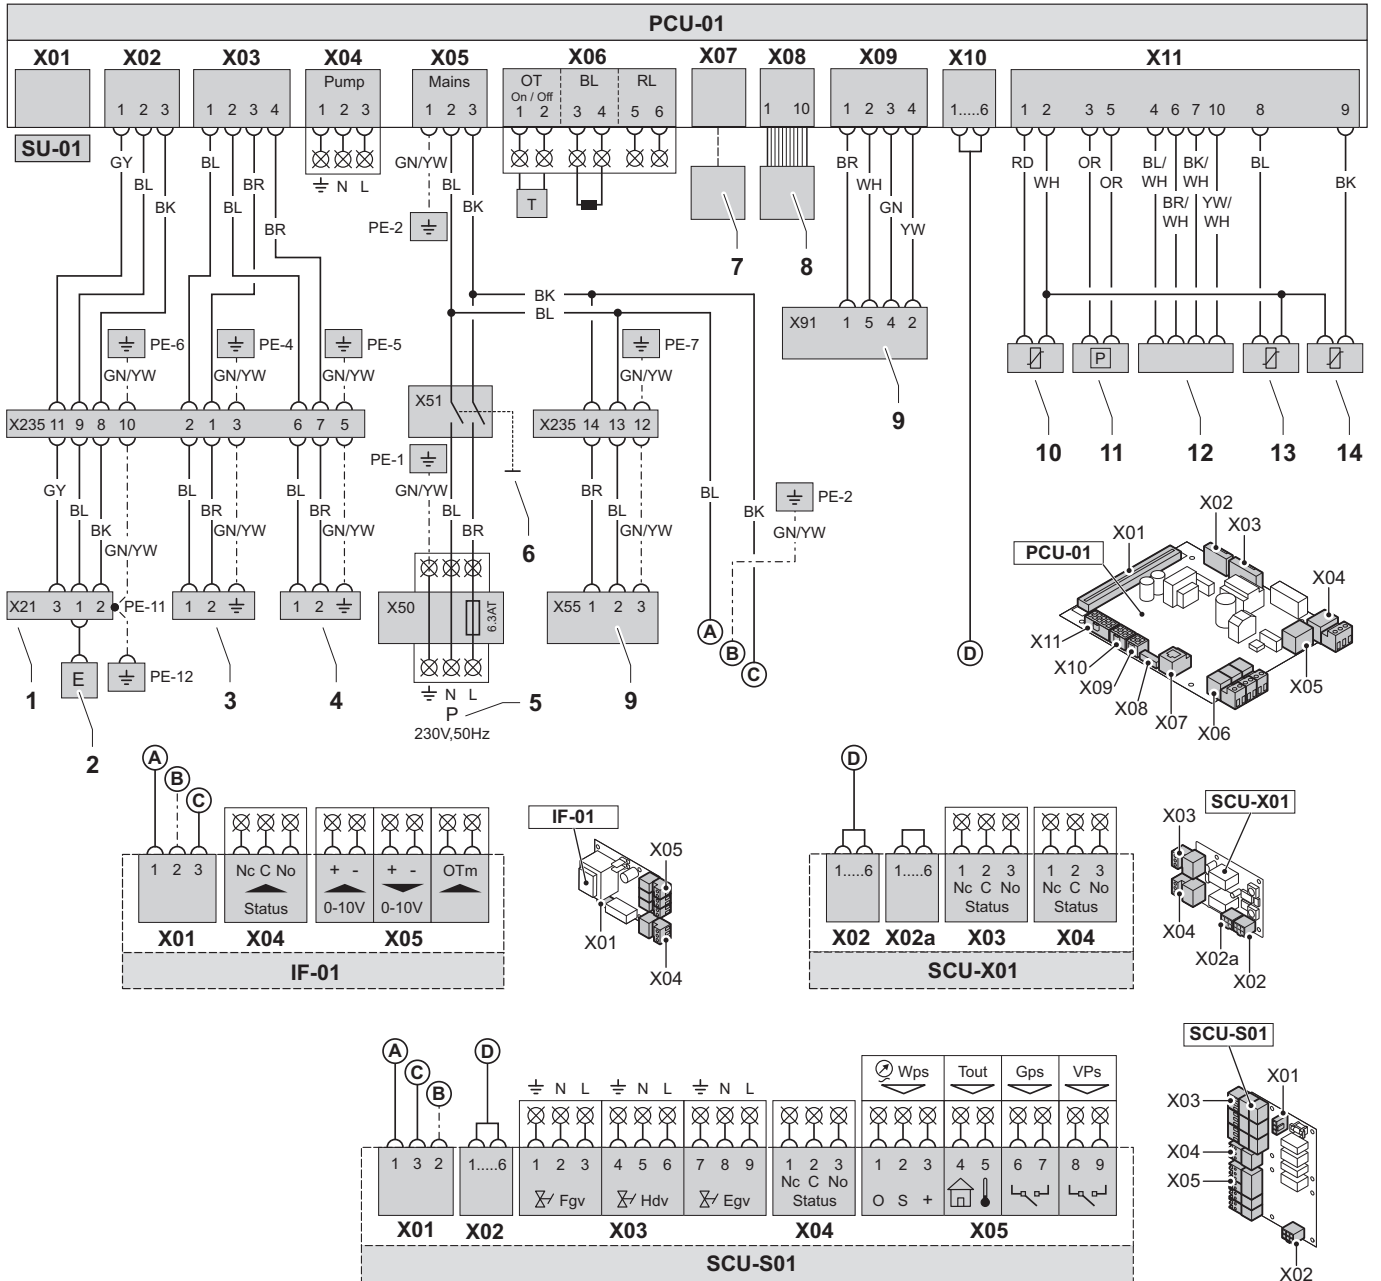 PCU-01
X01 X02 X03 X04 X05 X06 X07 X08 X09 X10 X11
Pump Mains OT BL RL
On / Off
1 2 3 1 2 3 4 1 2 3 1 2 3 1 2 3 4 5 6 1 10 1 2 3 4 1.....6 1 2 3 5 4 6 7 10 8 9
SU-01
GY BL BR GN/YW BL BR RD OR BL/WH BK/WH BL
BL BL BK WH WH OR BR/WH YW/WH BK
BK BR GN YW
⏚ N L
T
PE-2
7 8
BK
BL
X91 1 5 4 2
P
PE-6 PE-4 PE-5 PE-7
GN/YW GN/YW GN/YW GN/YW
X51
X235 11 9 8 10 2 1 3 6 7 5 X235 14 13 12
9 10 11 12 13 14
PE-1
GY BL BL GN/YW BR BL PE-2
BL BR BR BL BK
BK GN/YW GN/YW BL BR GN/YW GN/YW
GN/YW
6
X02 X03
PCU-01 X01 X04
X11 X10 X09 X08 X07 X06 X05
X21 3 1 2 PE-11 1 2 ⏚ 1 2 ⏚ X50 6.3AT X55 1 2 3
A
B
C
D
E PE-12
⏚ N L
P
230V,50Hz
1 2 3 4 5 9
A
B
C
1 2 3 Nc C No + - + - OTm
Status 0-10V 0-10V
X01 X04 X05
IF-01
IF-01
X05
X01
X04
D
1.....6 1.....6 1 2 3 1 2 3
Nc C No Nc C No
Status Status
X02 X02a X03 X04
SCU-X01
SCU-X01
X03
X04
X02a
X02
A
C
B
D
Wps Tout Gps VPs
⏚ N L ⏚ N L ⏚ N L
1 3 2 1.....6 1 2 3 4 5 6 7 8 9 1 2 3 1 2 3 4 5 6 7 8 9
Nc C No
Fgv Hdv Egv Status O S +
X01 X02 X03 X04 X05
SCU-S01
SCU-S01
X01
X03
X04
X05
X02